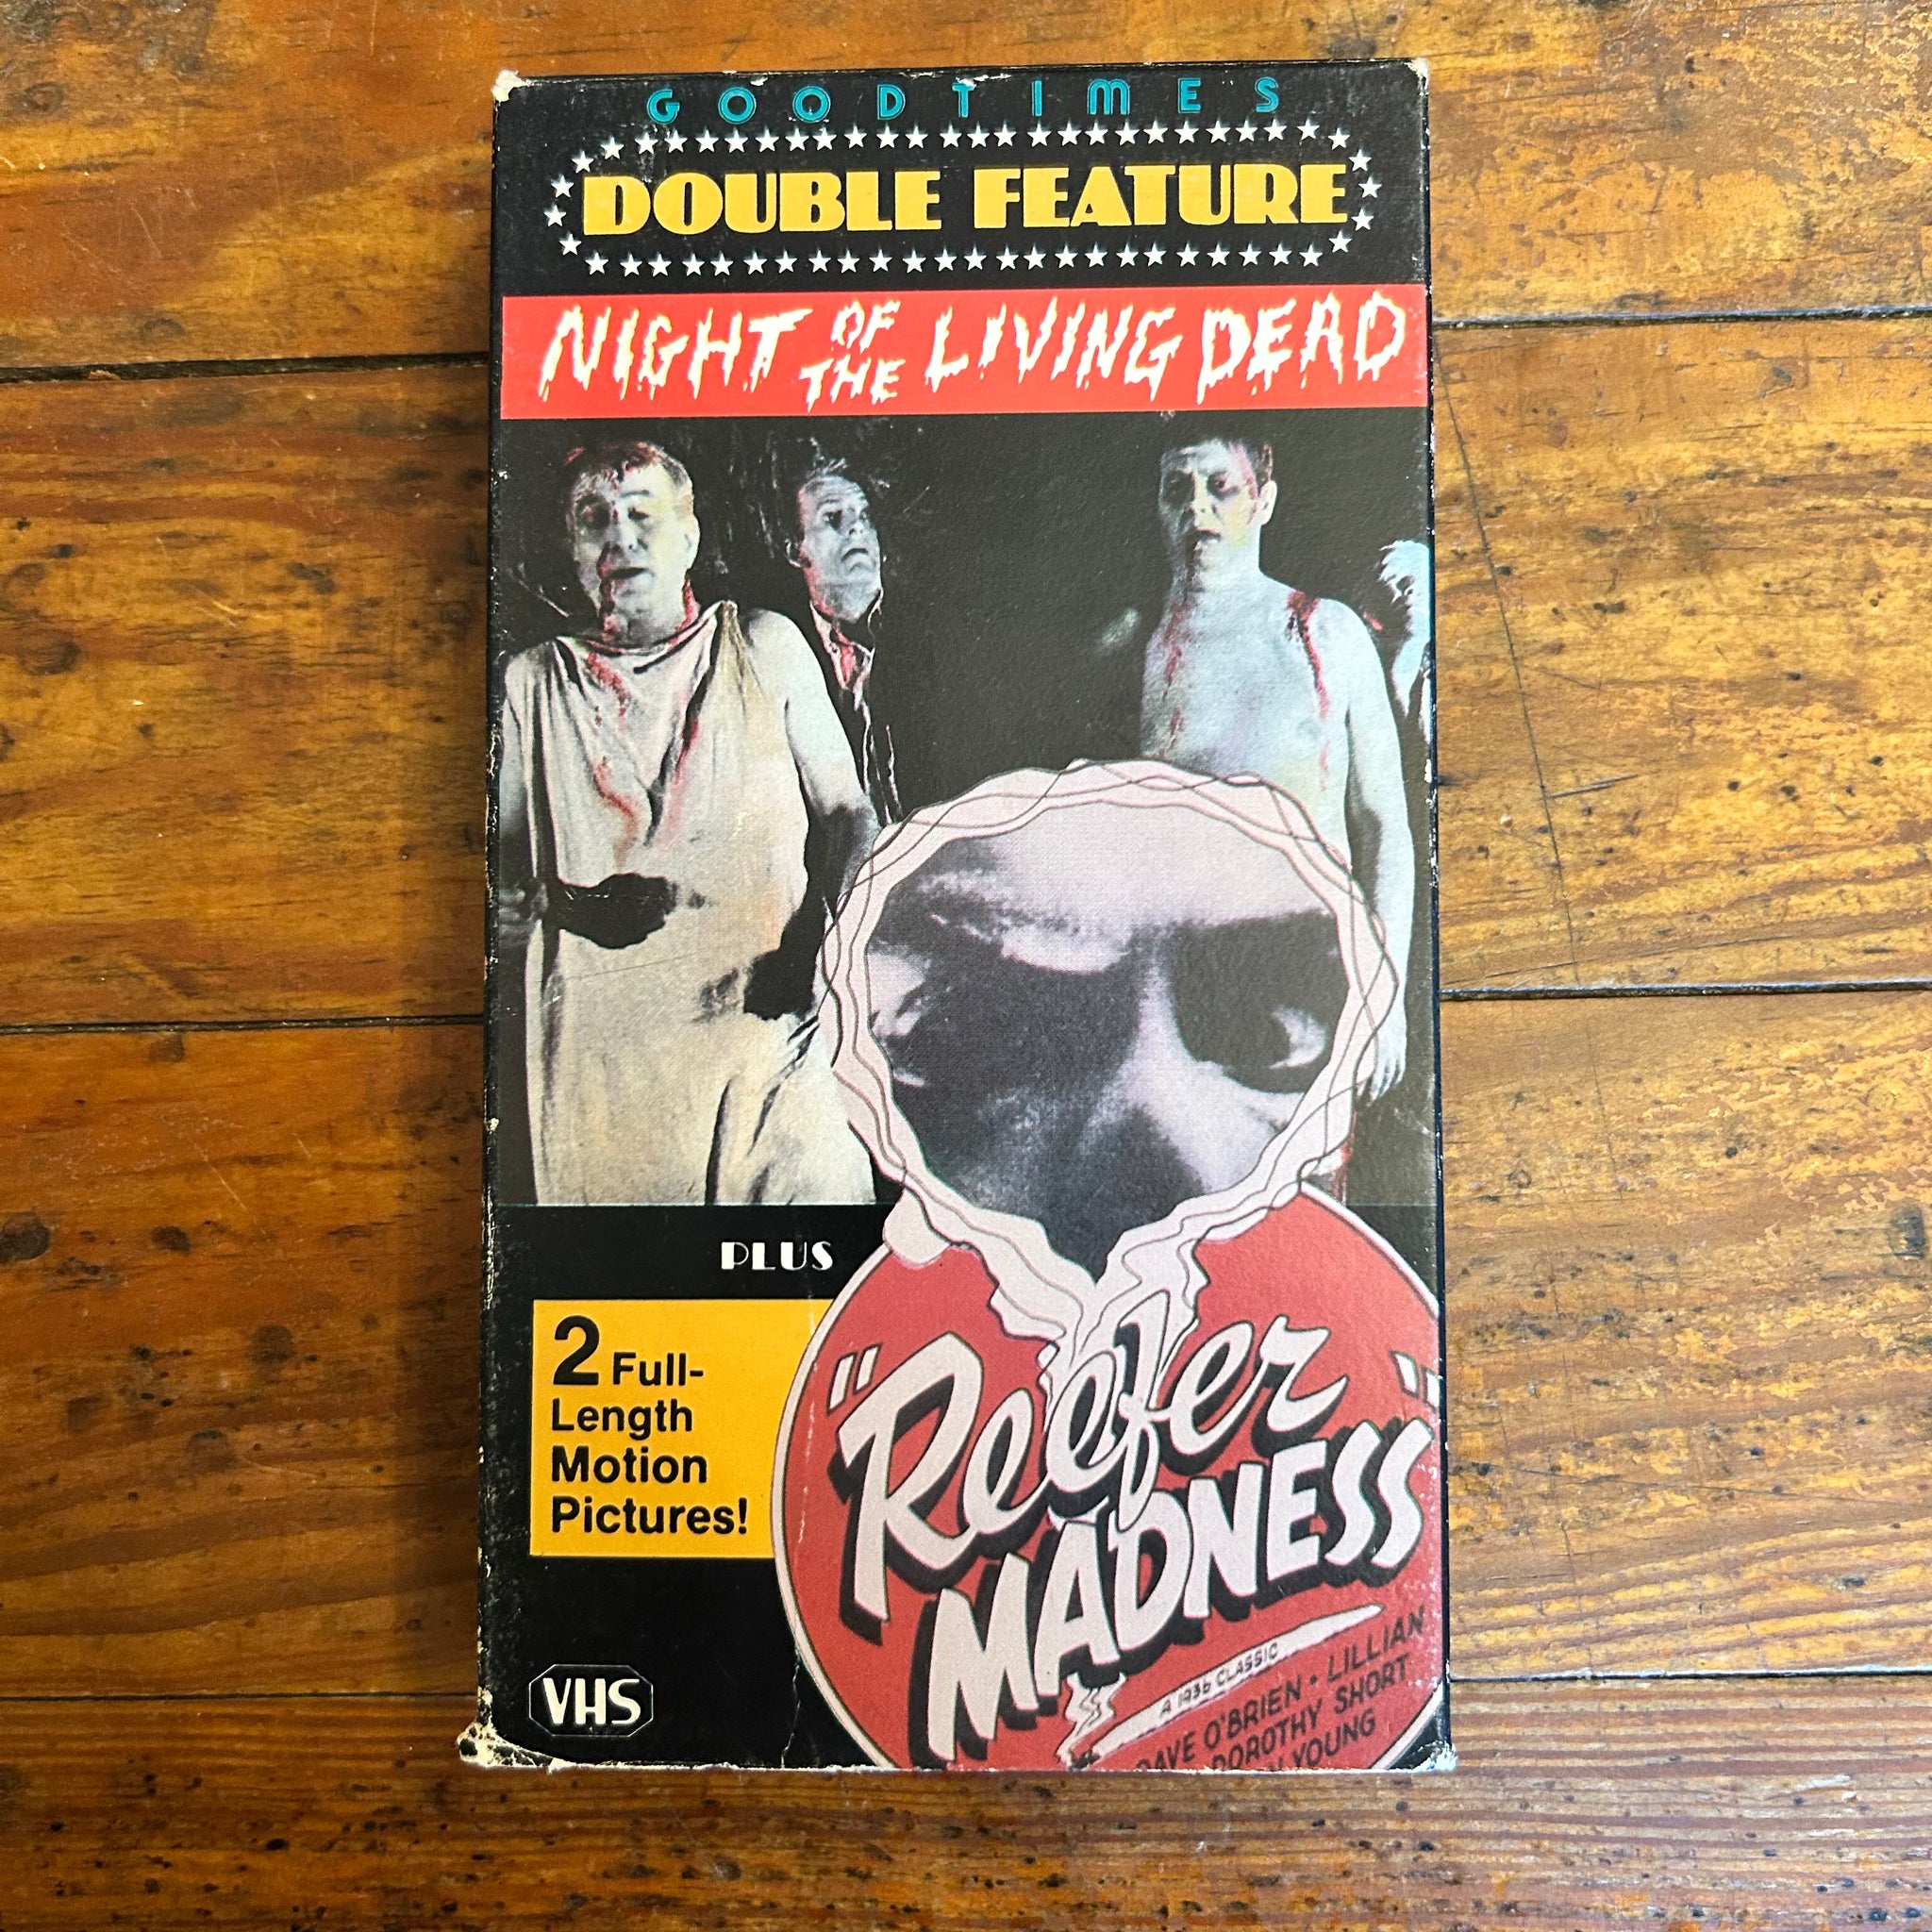 GOODTIMES
DOUBLE FEATURE
NIGHT OF THE LIVING DEAD
PLUS
2 Full-
Length
Motion
Pictures!
"Reefer"
MADNESS
A 1936 CLASSIC
DAVE O'BRIEN • LILLIAN
DOROTHY SHORT
YOUNG
VHS